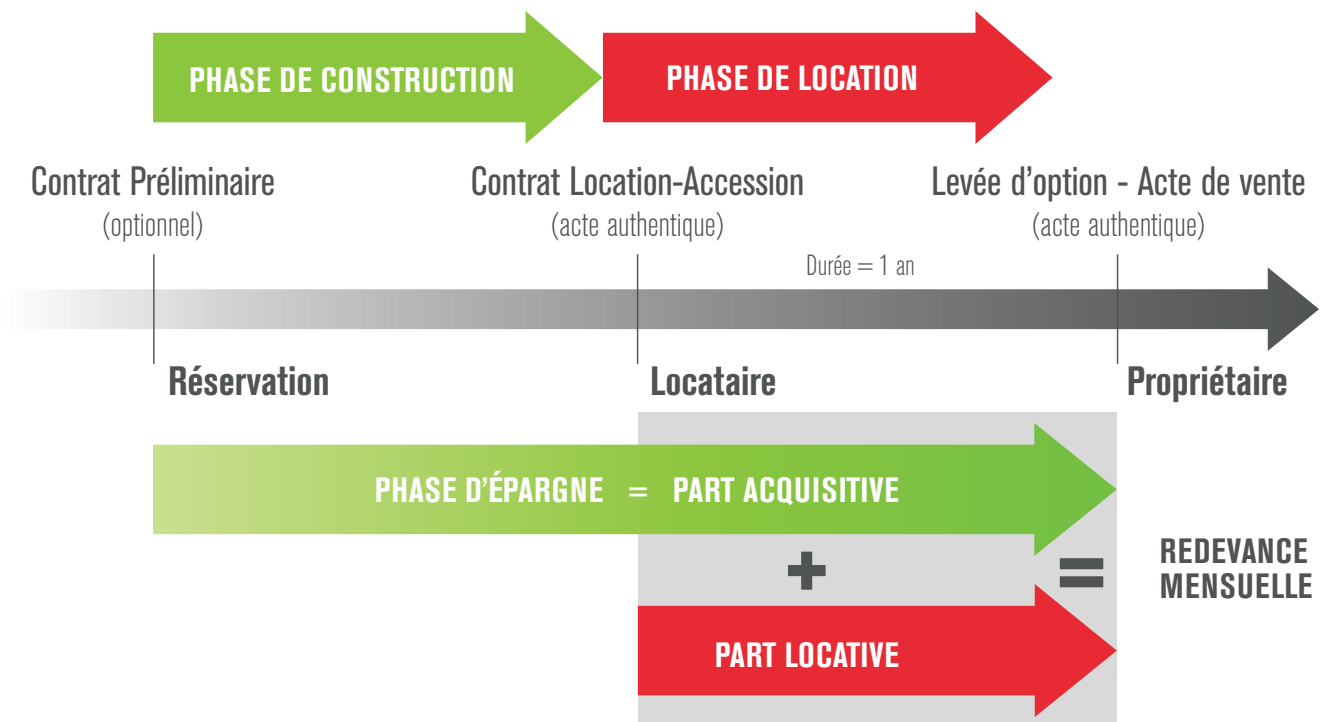 PHASE DE CONSTRUCTION
PHASE DE LOCATION
Contrat Préliminaire
(optionnel)
Contrat Location-Accession
(acte authentique)
Levée d'option - Acte de vente
(acte authentique)
Durée = 1 an
Réservation
Locataire
Propriétaire
PHASE D'ÉPARGNE = PART ACQUISITIVE
+
=
REDEVANCE
MENSUELLE
PART LOCATIVE